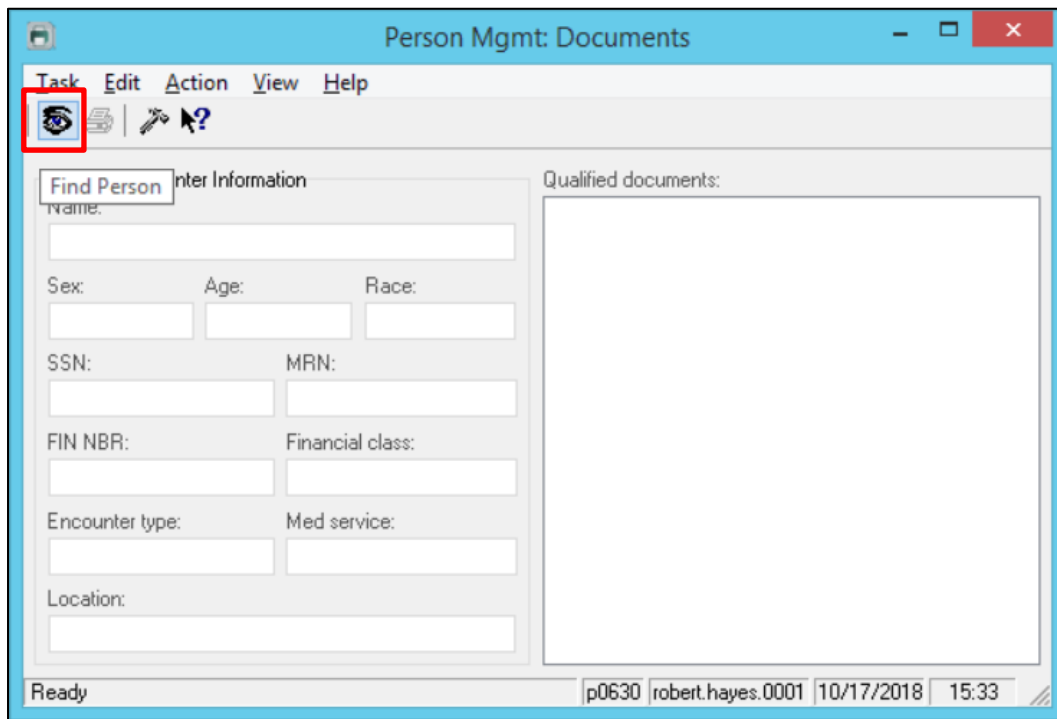 Person Mgmt: Documents
Task Edit Action View Help
Find Person
nter Information
Qualified documents:
Name:
Sex: Age: Race:
SSN: MRN:
FIN NBR: Financial class:
Encounter type: Med service:
Location:
Ready p0630 robert.hayes.0001 10/17/2018 15:33